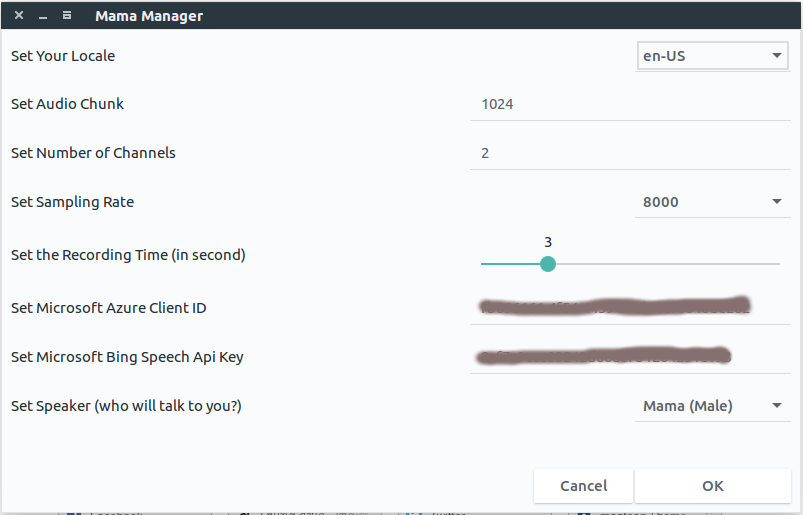 Mama Manager
Set Your Locale en-US
Set Audio Chunk 1024
Set Number of Channels 2
Set Sampling Rate 8000
3
Set the Recording Time (in second)
Set Microsoft Azure Client ID
Set Microsoft Bing Speech Api Key
Set Speaker (who will talk to you?) Mama (Male)
Cancel OK